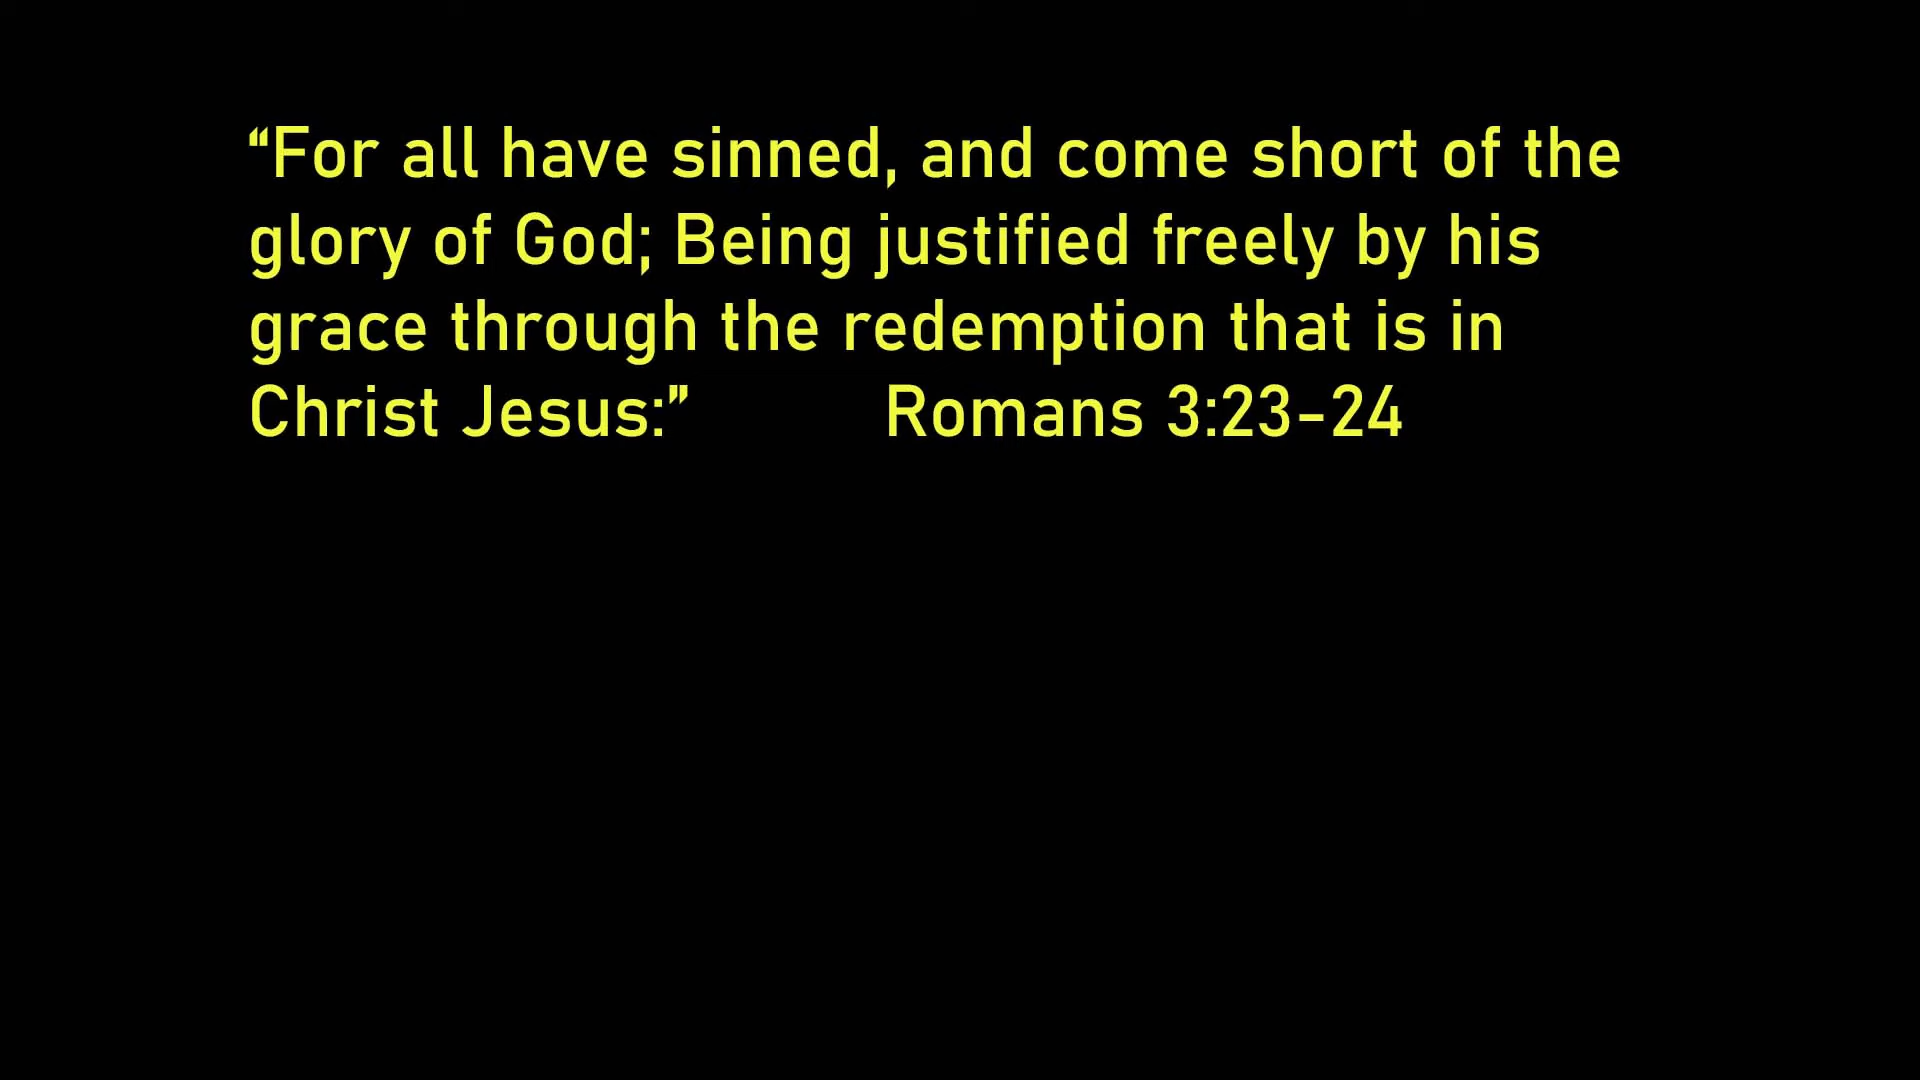 “For all have sinned, and come short of the
glory of God; Being justified freely by his
grace through the redemption that is in
Christ Jesus:” Romans 3:23-24